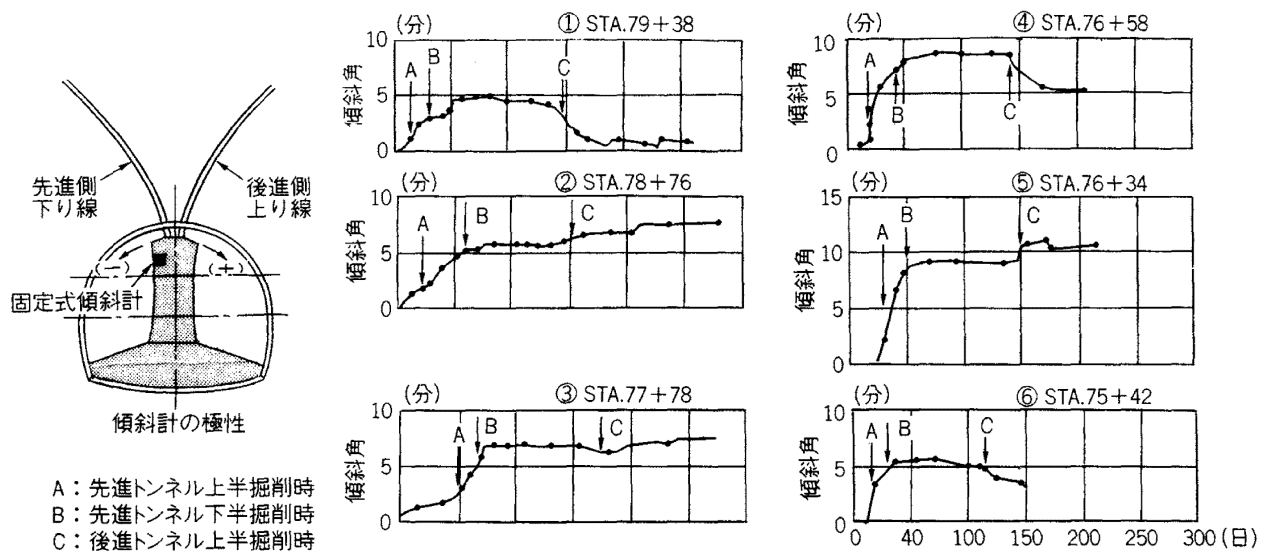 先進側
下り線
後進側
上り線
(−)
(+)
固定式傾斜計
傾斜計の極性
A：先進トンネル上半掘削時
B：先進トンネル下半掘削時
C：後進トンネル上半掘削時
(分)
① STA.79+38
10
5
0
傾斜角
A
B
C
(分)
② STA.78+76
10
5
0
傾斜角
A
B
C
(分)
③ STA.77+78
10
5
0
傾斜角
A
B
C
(分)
④ STA.76+58
10
5
0
傾斜角
A
B
C
(分)
⑤ STA.76+34
15
10
5
0
傾斜角
A
B
C
(分)
⑥ STA.75+42
10
5
0
傾斜角
A
B
C
0 40 100 150 200 250 300 (日)